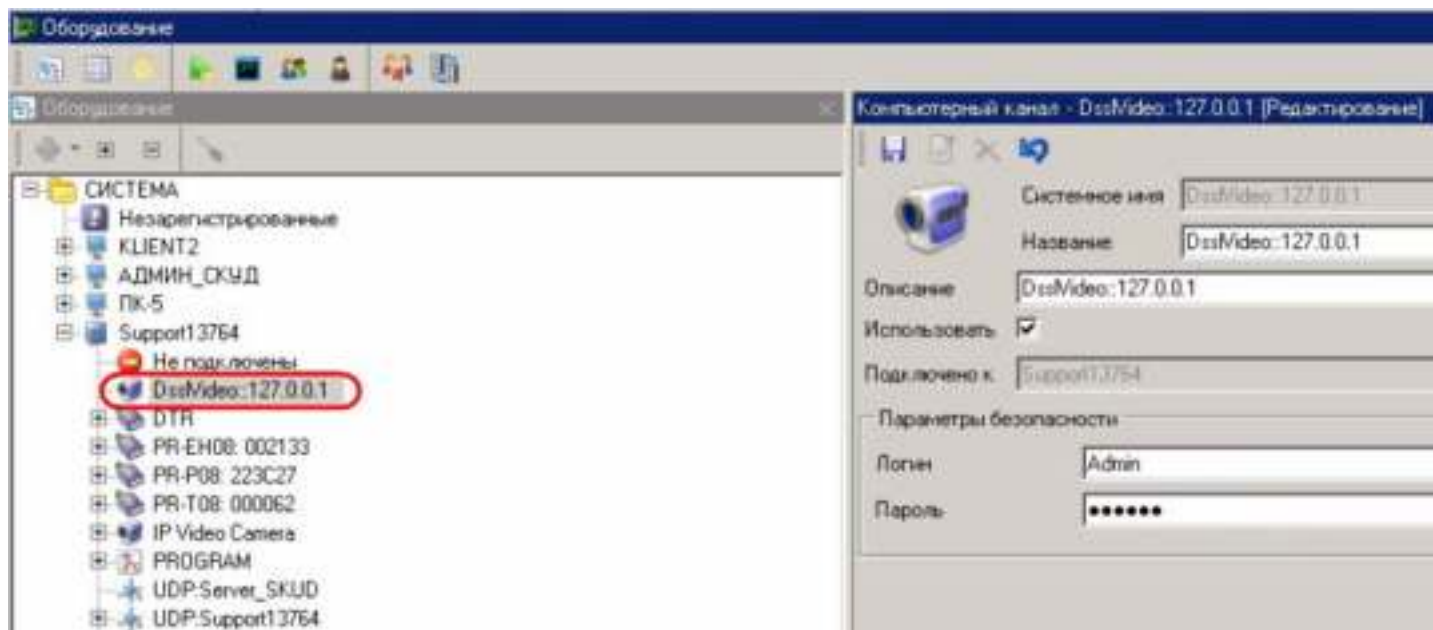 Оборудование
Оборудование
СИСТЕМА
Незарегистрированные
KLIENT2
АДМИН_СКУД
ПК-5
Support13764
Не подключены
DssVideo::127.0.0.1
DTR
PR-EH08: 002133
PR-P08: 223C27
PR-T08: 000062
IP Video Camera
PROGRAM
UDP:Server_SKUD
UDP:Support13764
Компьютерный канал - DssVideo::127.0.0.1 [Редактирование]
Системное имя DssVideo::127.0.0.1
Название DssVideo::127.0.0.1
Описание DssVideo::127.0.0.1
Использовать
Подключено к Support13764
Параметры безопасности
Логин Admin
Пароль ●●●●●●